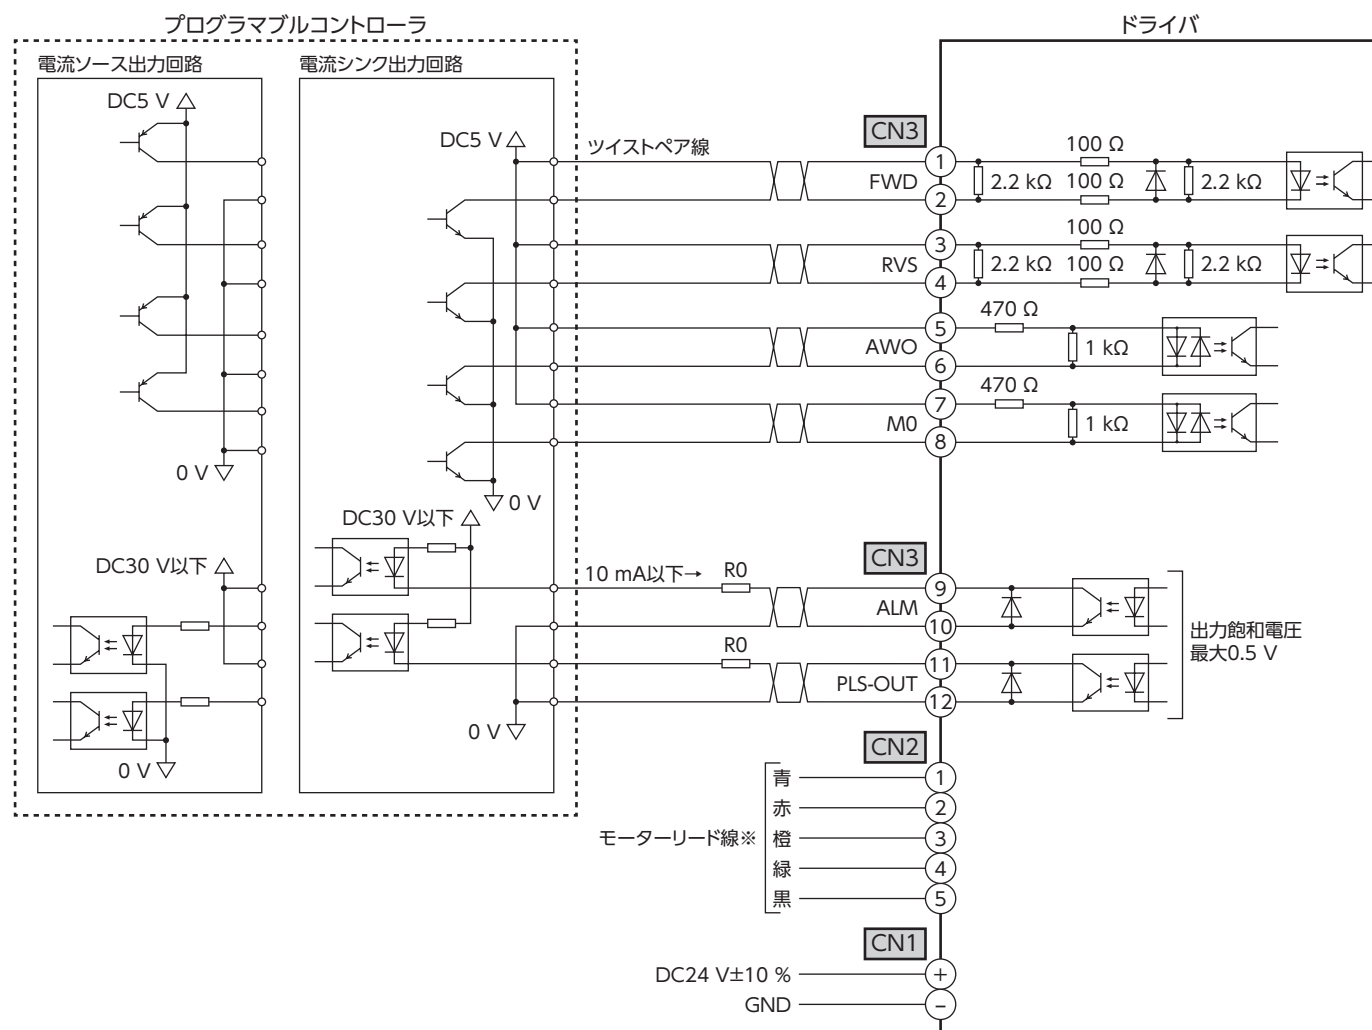 プログラマブルコントローラ
ドライバ
電流ソース出力回路
電流シンク出力回路
DC5 V
DC5 V
ツイストペア線
CN3
1
FWD
2
2.2 kΩ
100 Ω
100 Ω
2.2 kΩ
3
RVS
4
2.2 kΩ
100 Ω
100 Ω
2.2 kΩ
5
AWO
6
470 Ω
1 kΩ
7
M0
8
470 Ω
1 kΩ
0 V
0 V
DC30 V以下
DC30 V以下
10 mA以下→
R0
CN3
9
ALM
10
R0
11
PLS-OUT
12
出力飽和電圧
最大0.5 V
0 V
0 V
CN2
モーターリード線※
青
1
赤
2
橙
3
緑
4
黒
5
CN1
DC24 V±10 %
+
GND
−